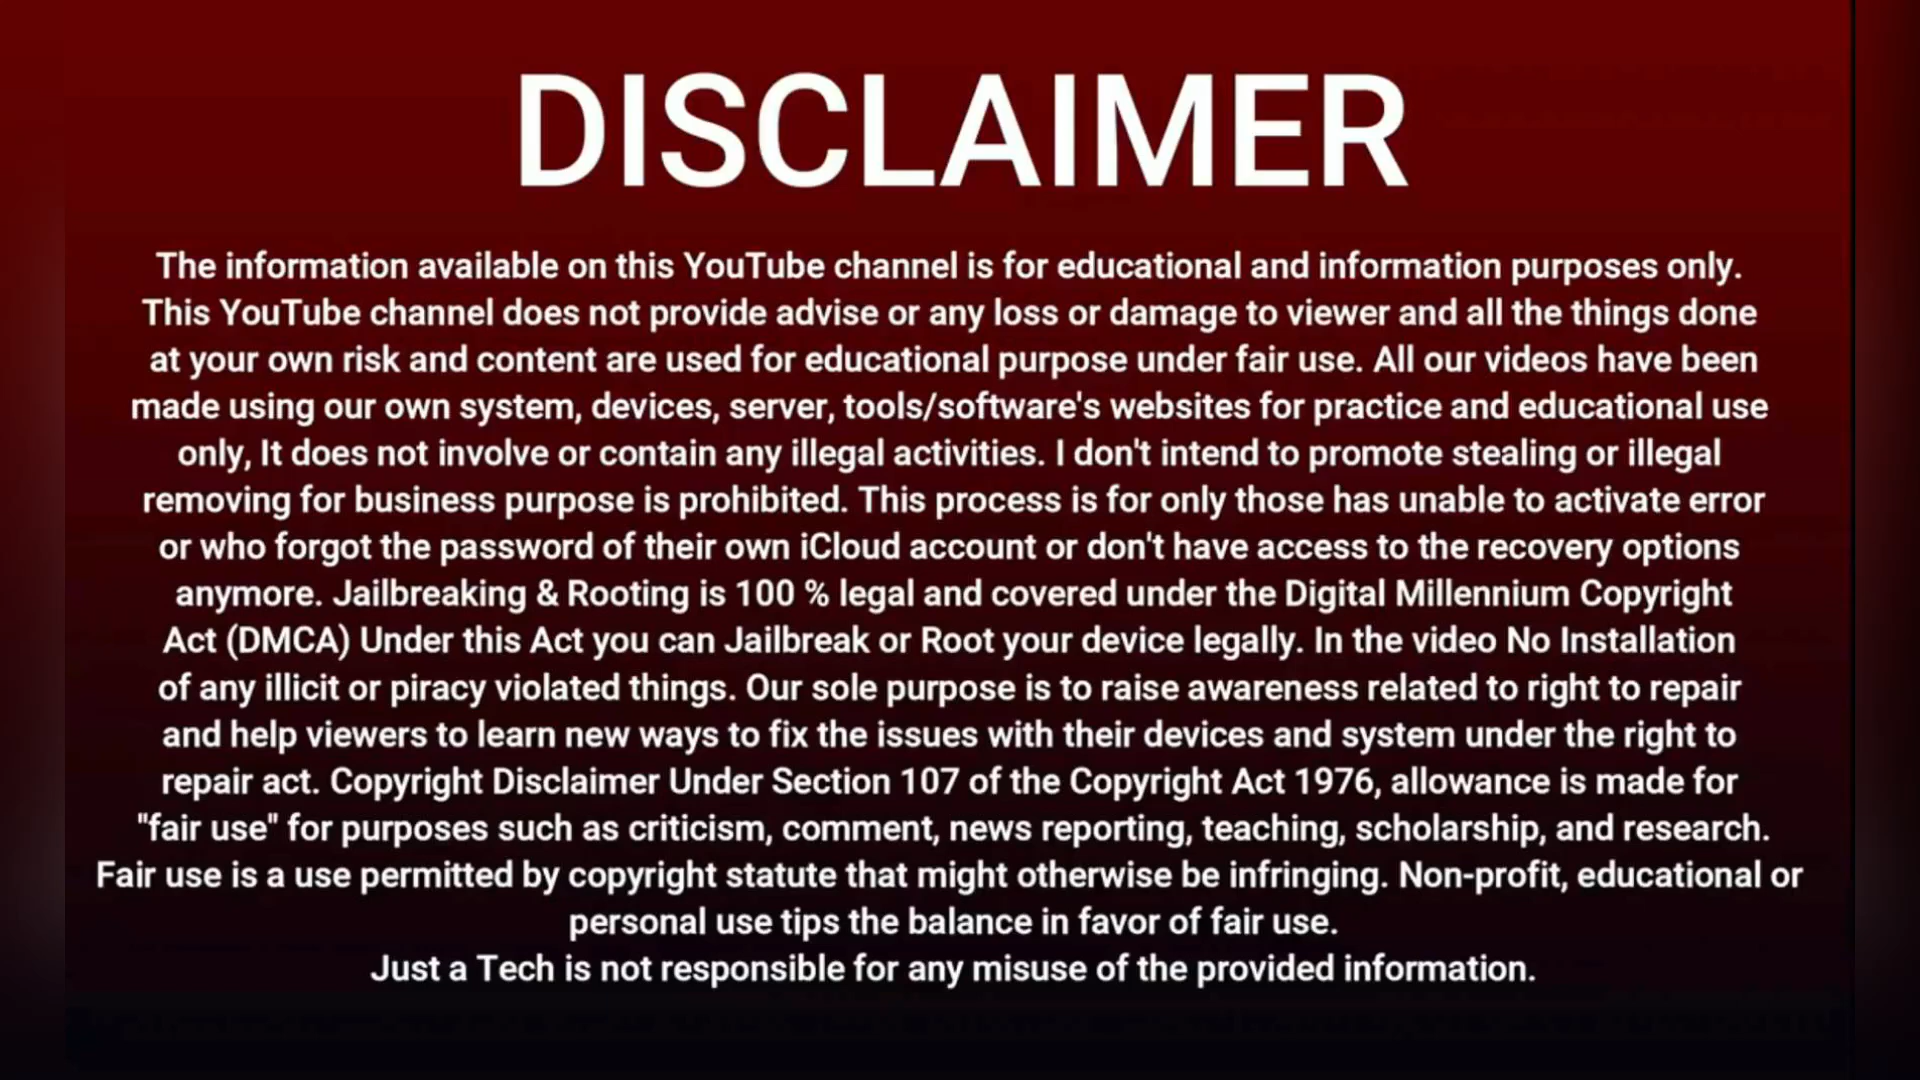 DISCLAIMER
The information available on this YouTube channel is for educational and information purposes only.
This YouTube channel does not provide advise or any loss or damage to viewer and all the things done
at your own risk and content are used for educational purpose under fair use. All our videos have been
made using our own system, devices, server, tools/software's websites for practice and educational use
only, It does not involve or contain any illegal activities. I don't intend to promote stealing or illegal
removing for business purpose is prohibited. This process is for only those has unable to activate error
or who forgot the password of their own iCloud account or don't have access to the recovery options
anymore. Jailbreaking & Rooting is 100 % legal and covered under the Digital Millennium Copyright
Act (DMCA) Under this Act you can Jailbreak or Root your device legally. In the video No Installation
of any illicit or piracy violated things. Our sole purpose is to raise awareness related to right to repair
and help viewers to learn new ways to fix the issues with their devices and system under the right to
repair act. Copyright Disclaimer Under Section 107 of the Copyright Act 1976, allowance is made for
"fair use" for purposes such as criticism, comment, news reporting, teaching, scholarship, and research.
Fair use is a use permitted by copyright statute that might otherwise be infringing. Non-profit, educational or
personal use tips the balance in favor of fair use.
Just a Tech is not responsible for any misuse of the provided information.